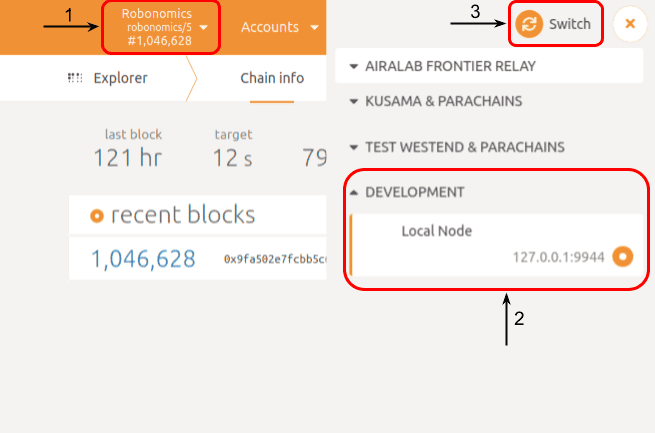 1
Robonomics
robonomics/5
#1,046,628
Accounts
Explorer
Chain info
last block
target
121 hr
12 s
79
recent blocks
1,046,628
0x9fa502e7fcbb5c
3
Switch
AIRALAB FRONTIER RELAY
KUSAMA & PARACHAINS
TEST WESTEND & PARACHAINS
DEVELOPMENT
Local Node
127.0.0.1:9944
2